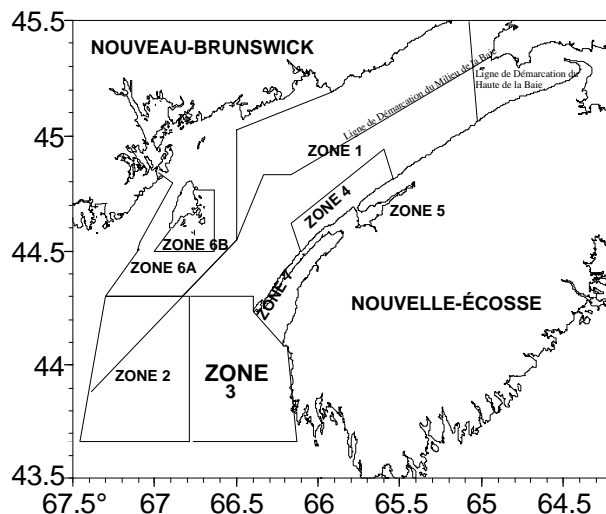 45.5
NOUVEAU-BRUNSWICK
Ligne de Démarcation du Milieu de la Baie
Ligne de Démarcation du
Haute de la Baie
45
ZONE 1
ZONE 4
ZONE 5
44.5
ZONE 6B
ZONE 6A
ZONE 7
NOUVELLE-ÉCOSSE
44
ZONE 2
ZONE
3
43.5
67.5°
67
66.5
66
65.5
65
64.5